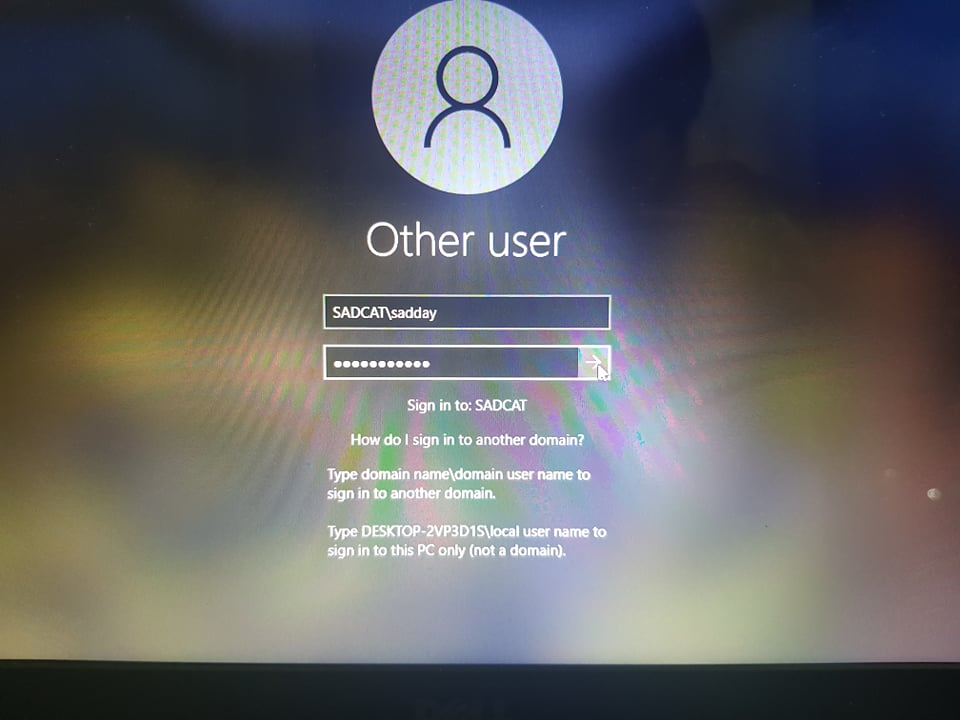 Other user
SADCAT\sadday
Sign in to: SADCAT
How do I sign in to another domain?
Type domain name\domain user name to
sign in to another domain.
Type DESKTOP-2VP3D1S\local user name to
sign in to this PC only (not a domain).